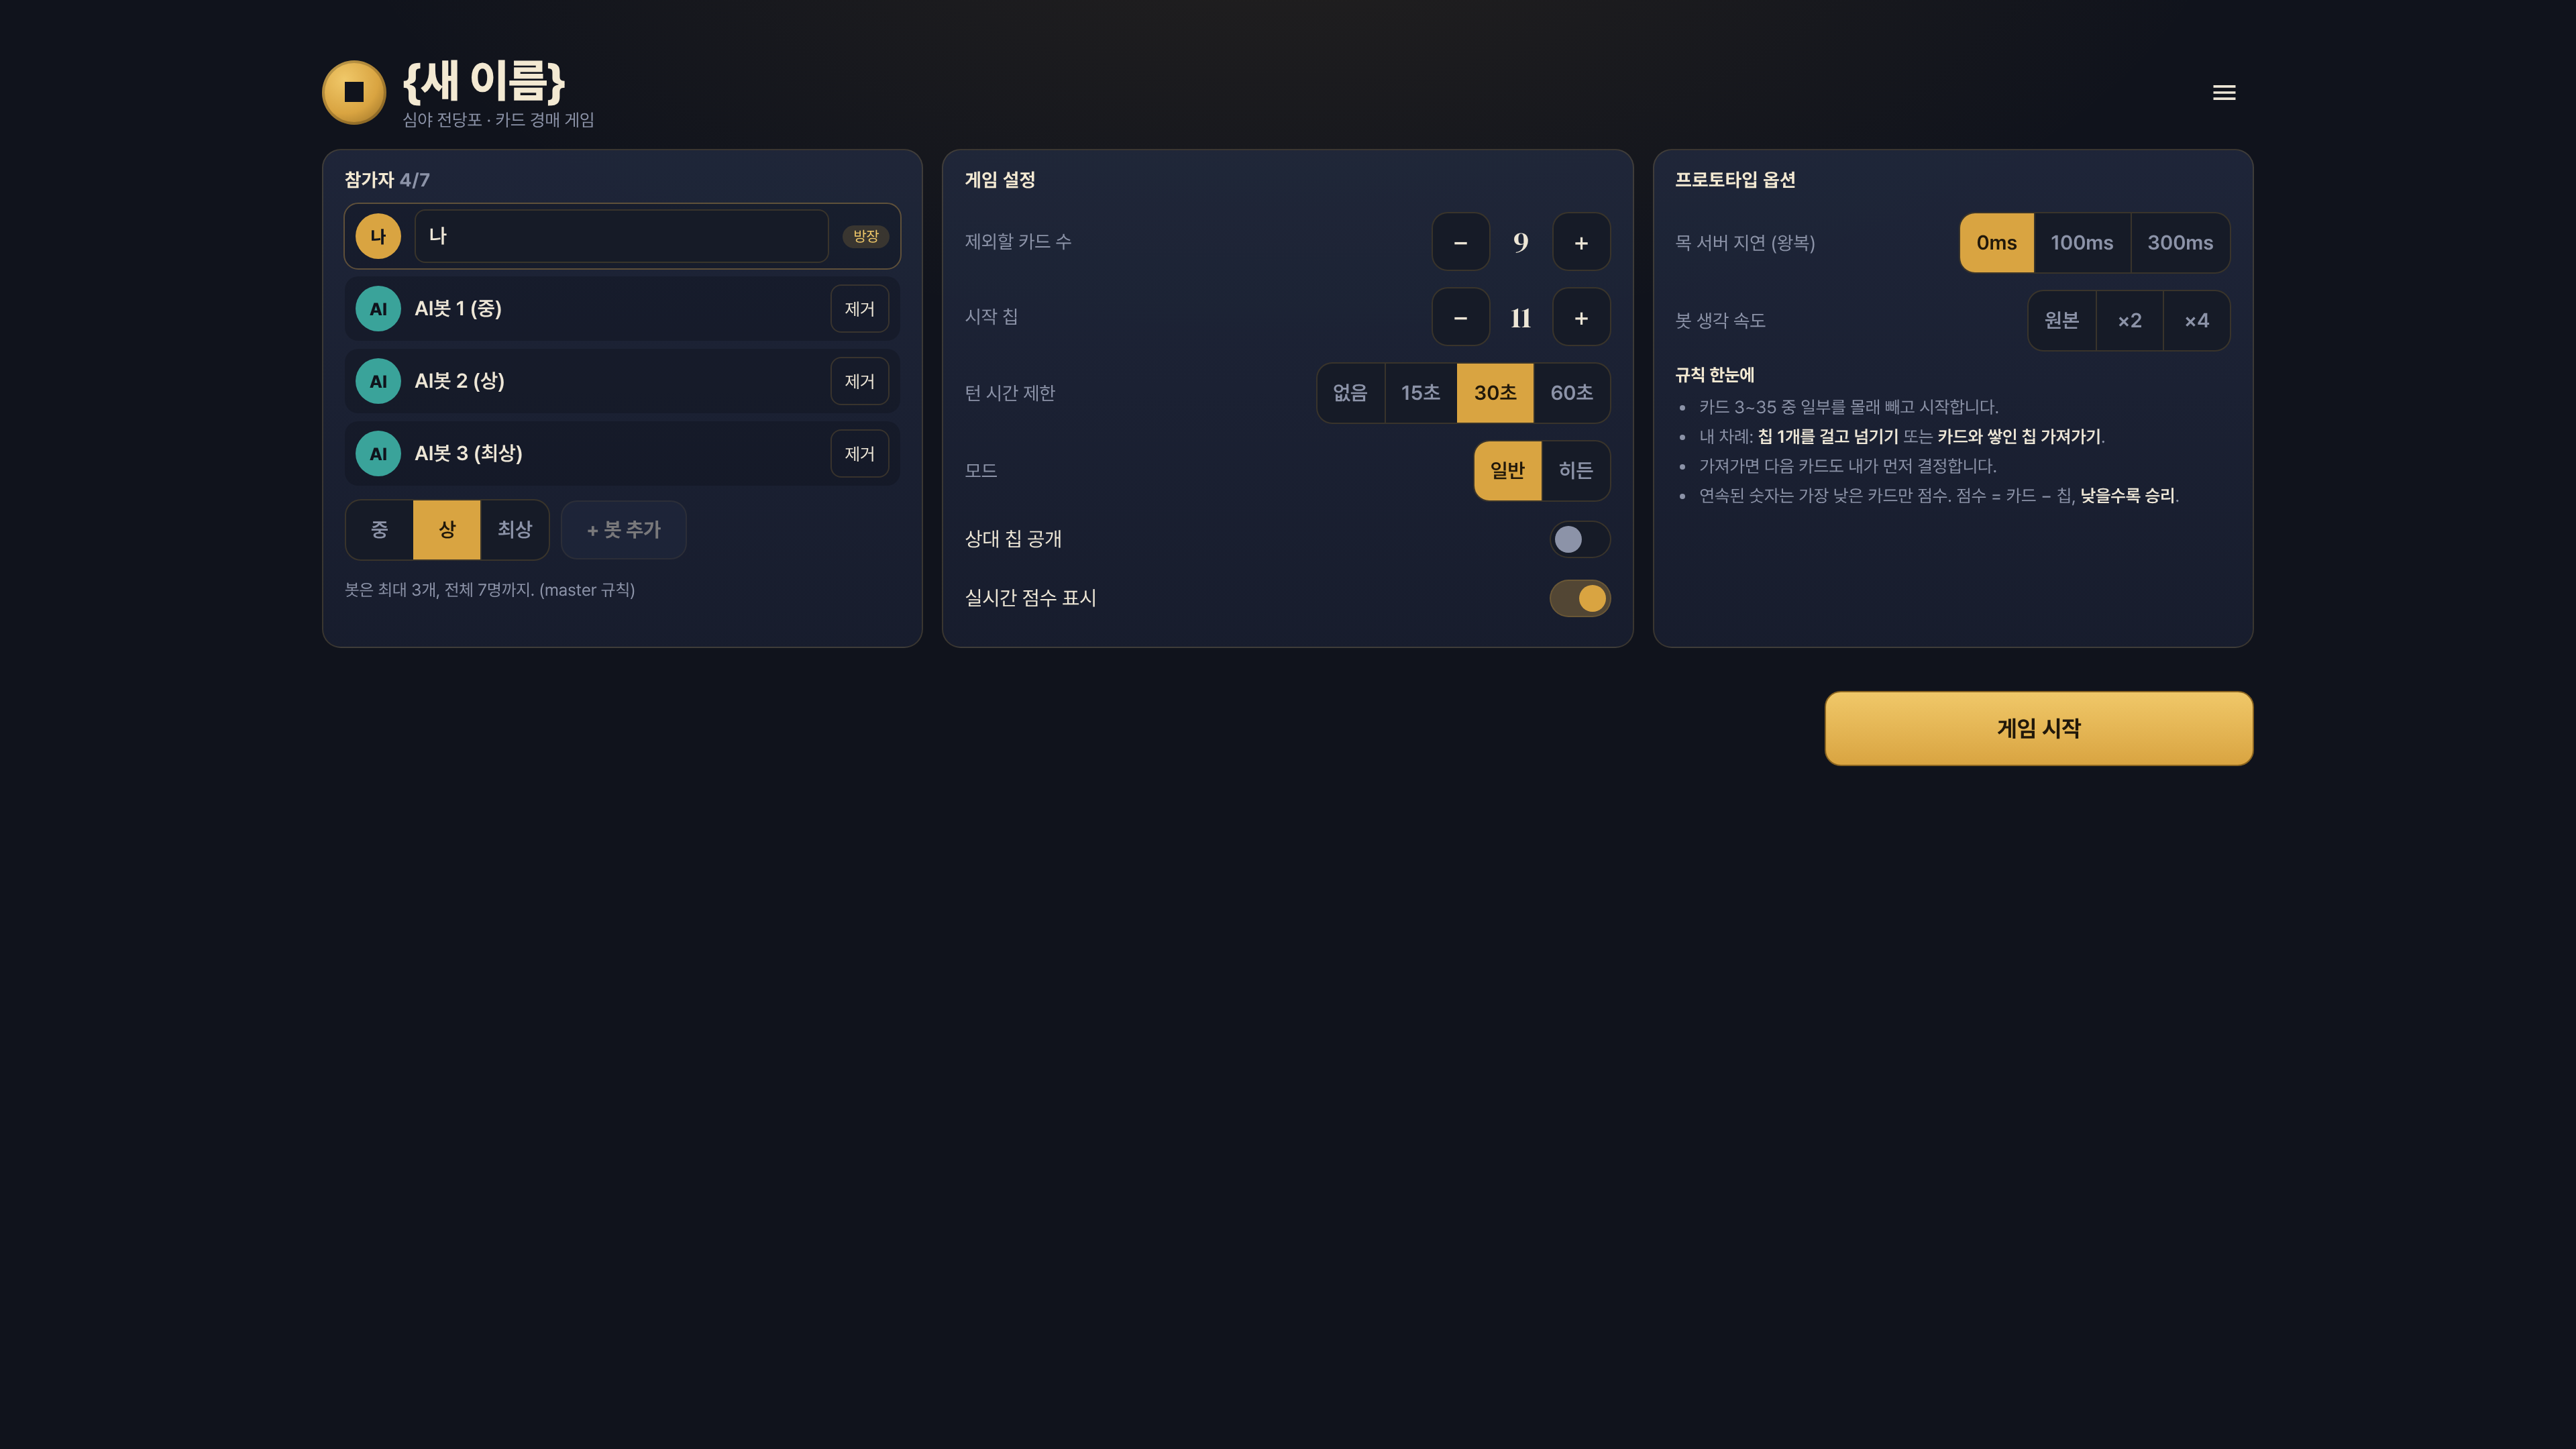 {새 이름}
심야 전당포 · 카드 경매 게임
참가자 4/7
나 나 방장
AI AI봇 1 (중) 제거
AI AI봇 2 (상) 제거
AI AI봇 3 (최상) 제거
중 상 최상 + 봇 추가
봇은 최대 3개, 전체 7명까지. (master 규칙)
게임 설정
제외할 카드 수 − 9 +
시작 칩 − 11 +
턴 시간 제한 없음 15초 30초 60초
모드 일반 히든
상대 칩 공개
실시간 점수 표시
프로토타입 옵션
목 서버 지연 (왕복) 0ms 100ms 300ms
봇 생각 속도 원본 ×2 ×4
규칙 한눈에
• 카드 3~35 중 일부를 몰래 빼고 시작합니다.
• 내 차례: 칩 1개를 걸고 넘기기 또는 카드와 쌓인 칩 가져가기.
• 가져가면 다음 카드도 내가 먼저 결정합니다.
• 연속된 숫자는 가장 낮은 카드만 점수. 점수 = 카드 − 칩, 낮을수록 승리.
게임 시작